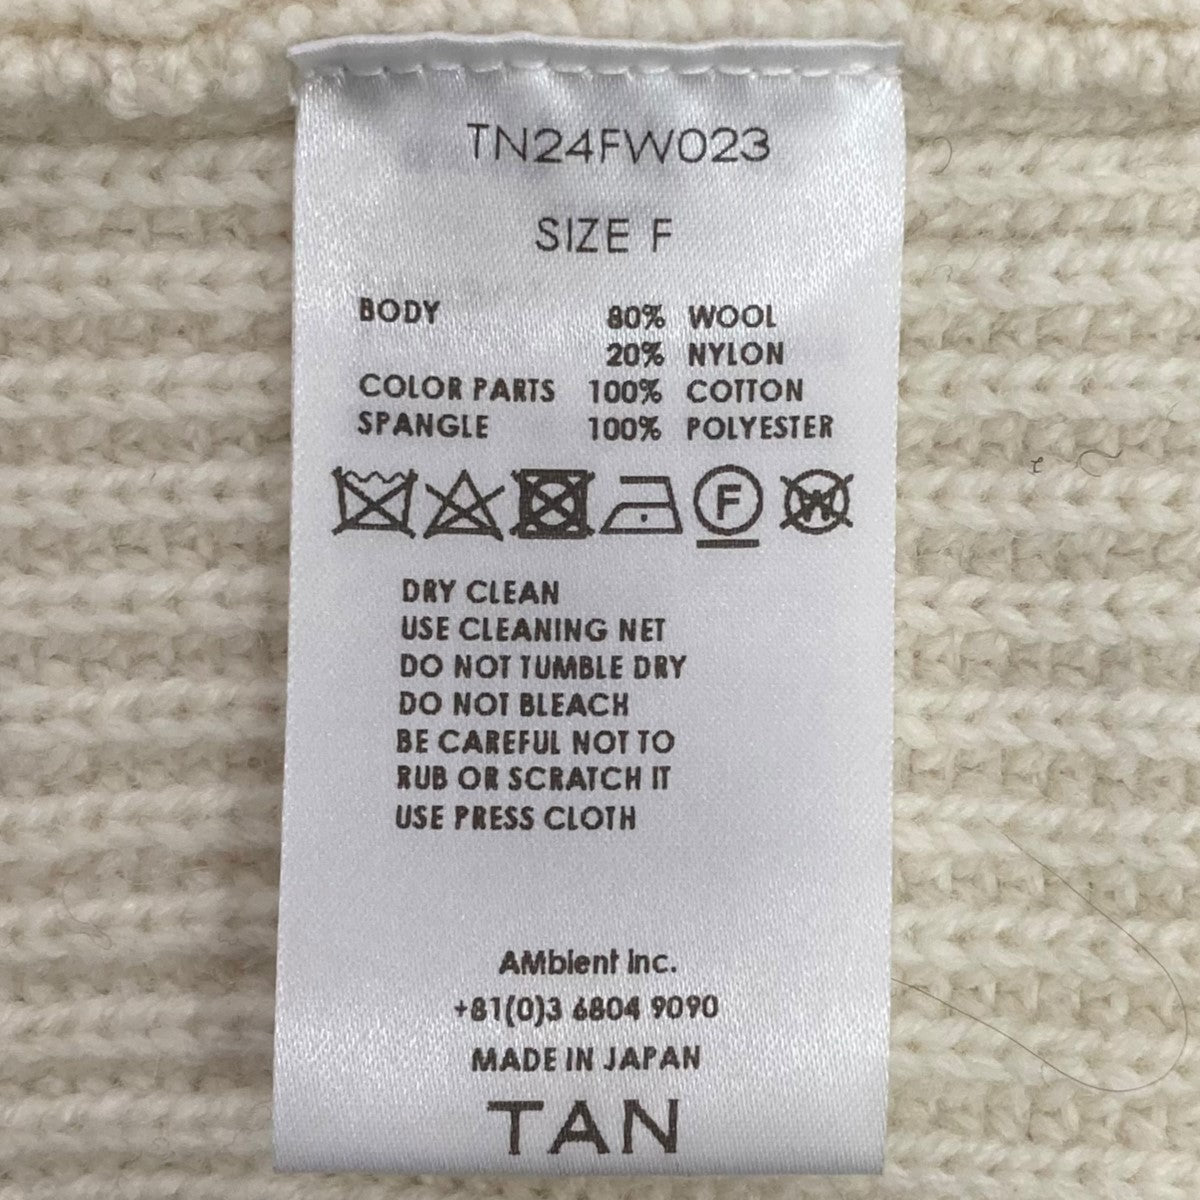 TN24FW023
SIZE F
BODY 80% WOOL
20% NYLON
COLOR PARTS 100% COTTON
SPANGLE 100% POLYESTER
F W
DRY CLEAN
USE CLEANING NET
DO NOT TUMBLE DRY
DO NOT BLEACH
BE CAREFUL NOT TO
RUB OR SCRATCH IT
USE PRESS CLOTH
AMbient Inc.
+81(0)3 6804 9090
MADE IN JAPAN
TAN